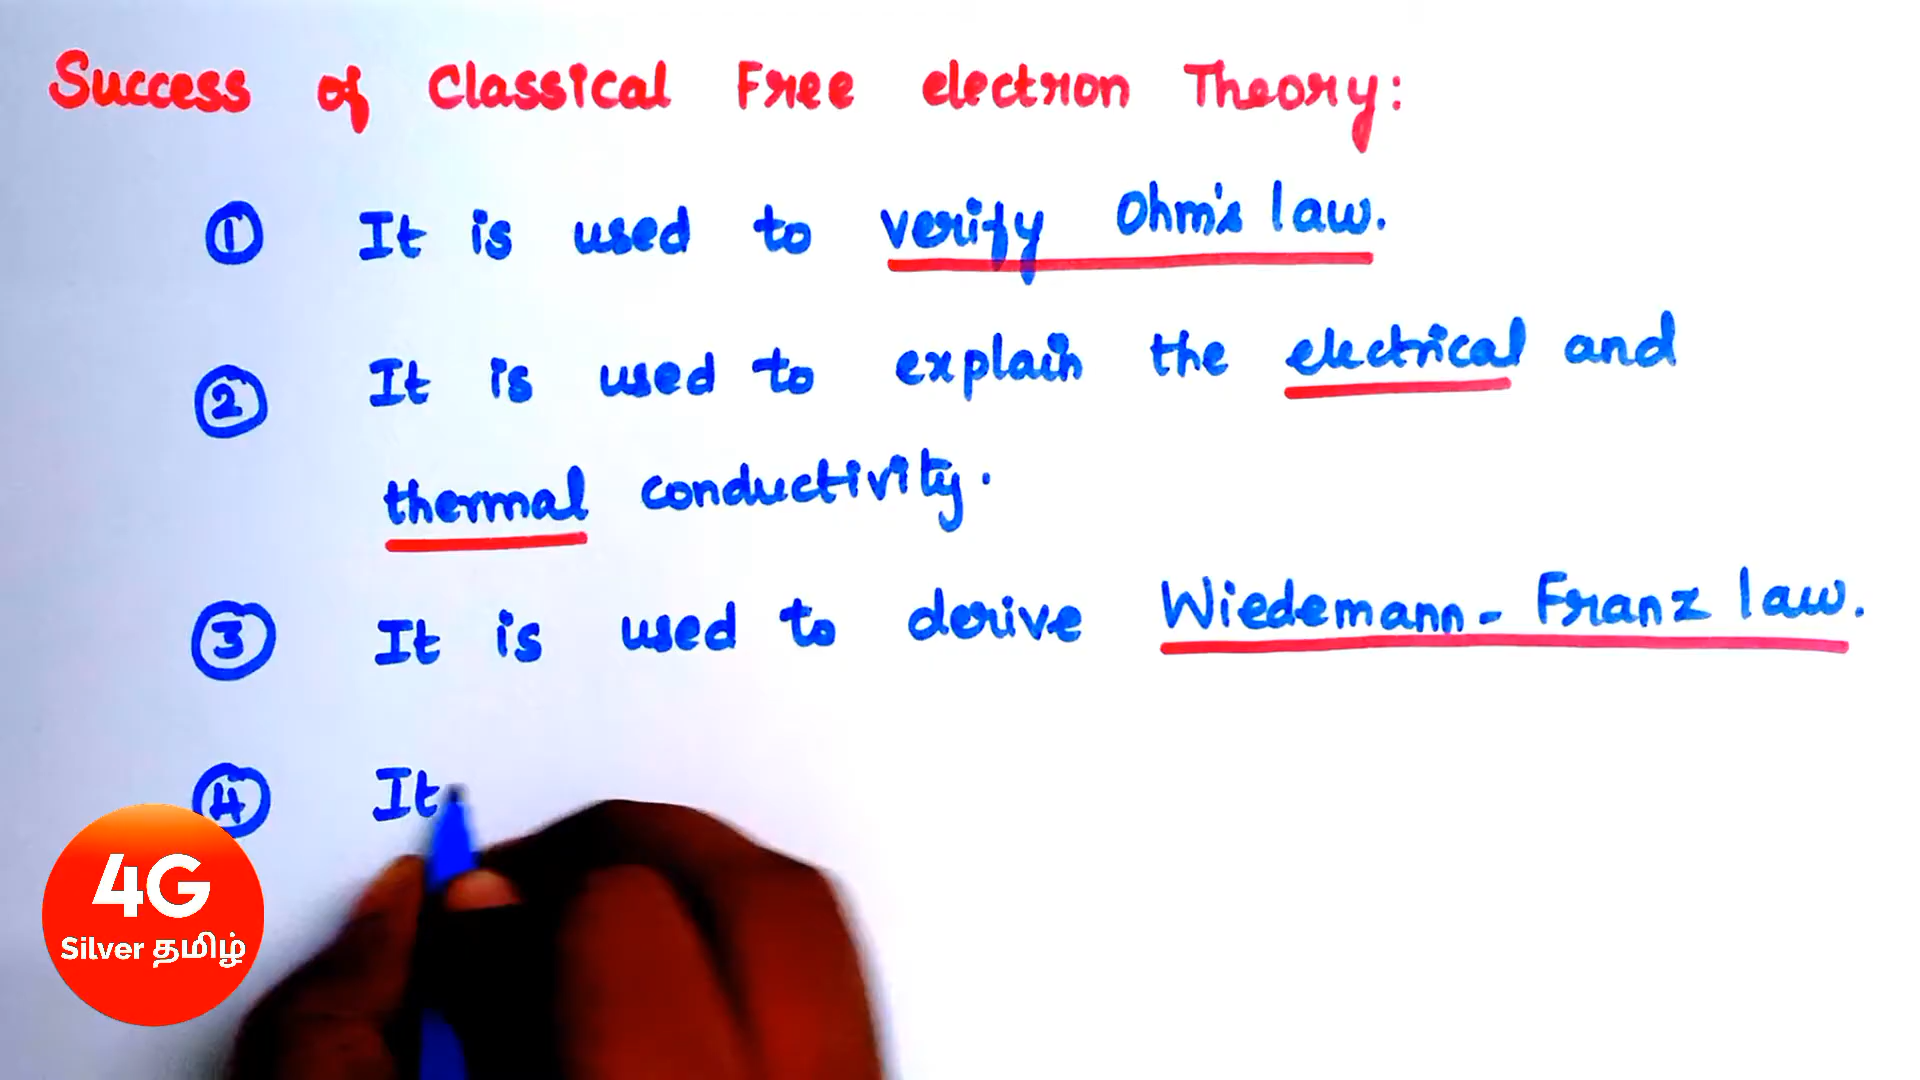 Success of Classical Free electron Theory:
① It is used to verify Ohm's law.
② It is used to explain the electrical and
thermal conductivity.
③ It is used to derive Wiedemann - Franz law.
④ It
4G
Silver தமிழ்